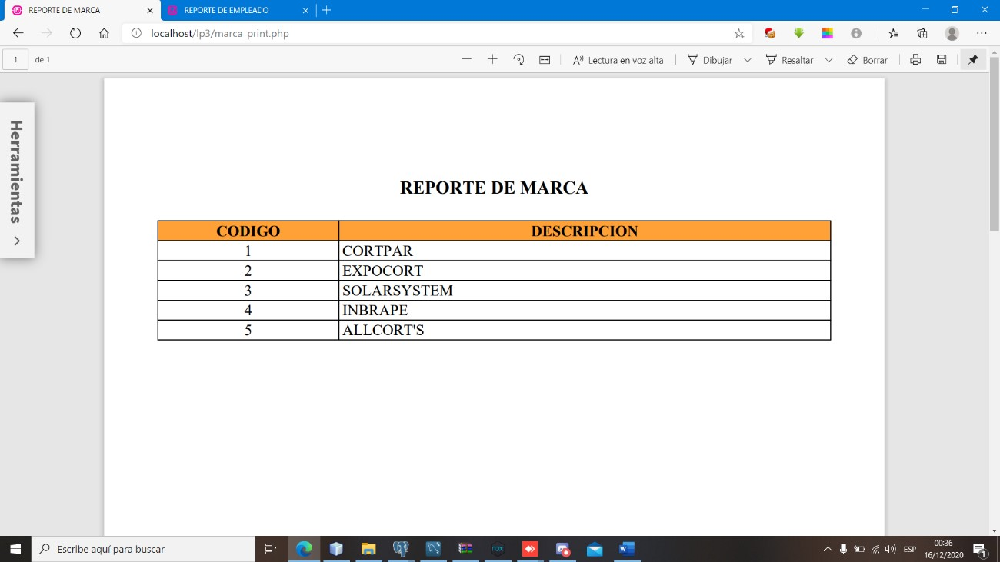 REPORTE DE MARCA
REPORTE DE EMPLEADO
localhost/lp3/marca_print.php
1 de 1
Lectura en voz alta
Dibujar
Resaltar
Borrar
Herramientas
REPORTE DE MARCA
CODIGO DESCRIPCION
1 CORTPAR
2 EXPOCORT
3 SOLARSYSTEM
4 INBRAPE
5 ALLCORT'S
Escribe aquí para buscar
nox
ESP
00:36
16/12/2020
1